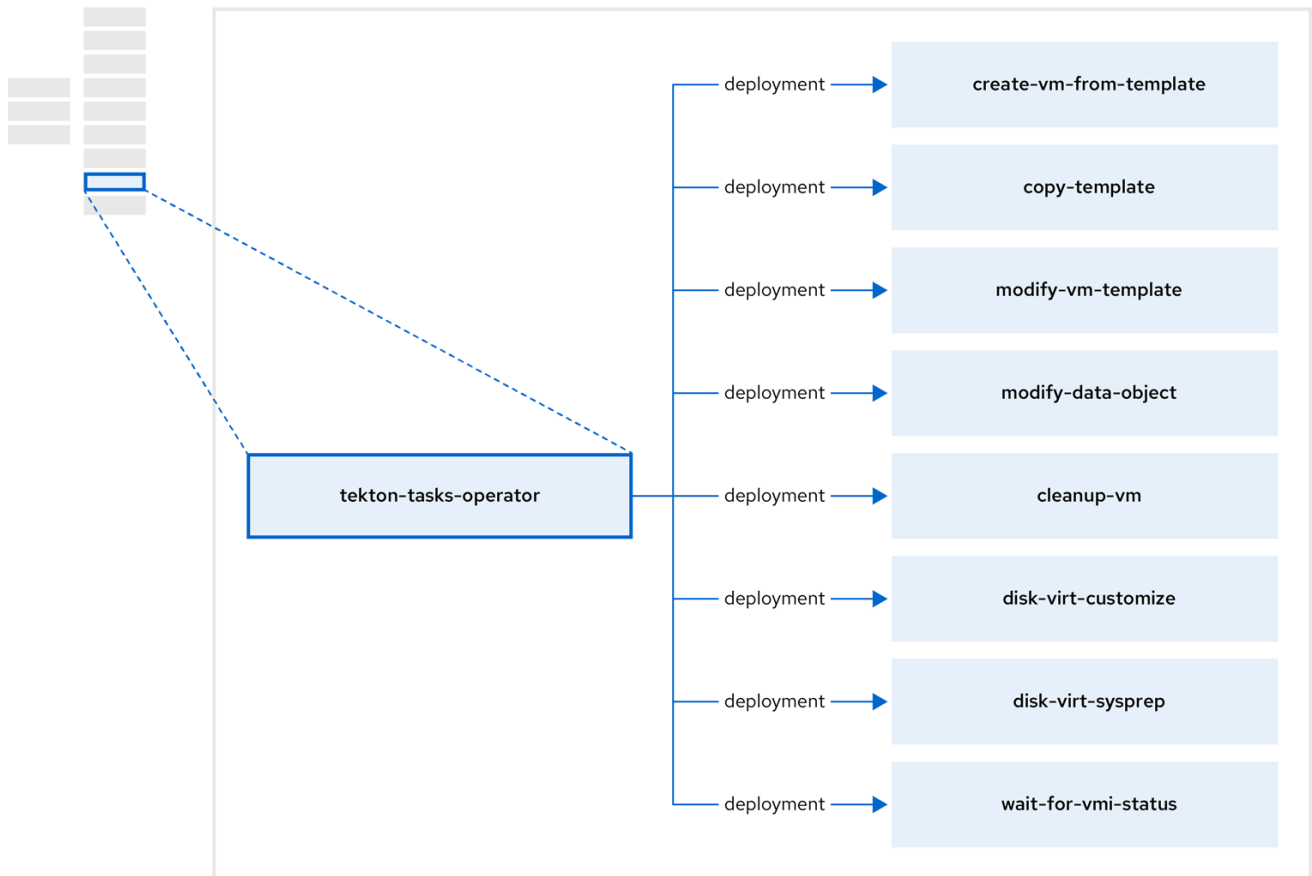 deployment
create-vm-from-template
deployment
copy-template
deployment
modify-vm-template
deployment
modify-data-object
tekton-tasks-operator
deployment
cleanup-vm
deployment
disk-virt-customize
deployment
disk-virt-sysprep
deployment
wait-for-vmi-status